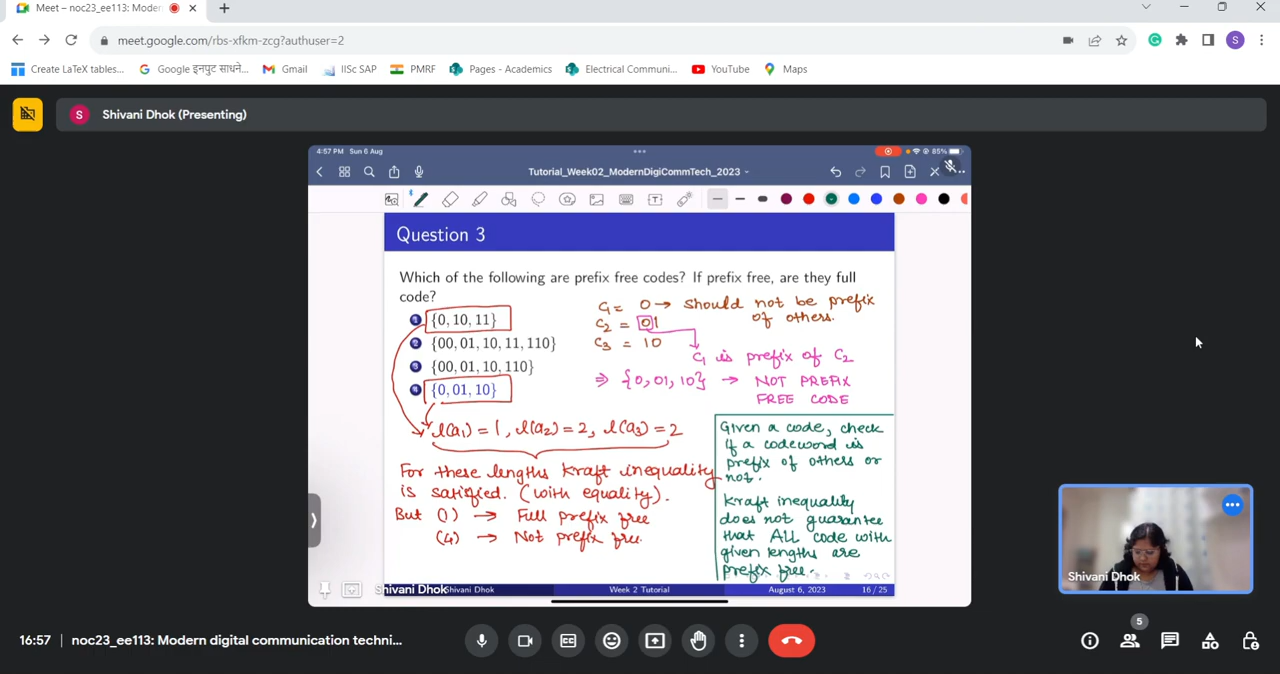 Meet – noc23_ee113: Moder
meet.google.com/rbs-xfkm-zcg?authuser=2
S
Create LaTeX tables...
Google इनपुट साधने...
Gmail
IISc SAP
PMRF
Pages - Academics
Electrical Communi...
YouTube
Maps
S Shivani Dhok (Presenting)
4:57 PM Sun 6 Aug
85%
Tutorial_Week02_ModernDigiCommTech_2023
Question 3
Which of the following are prefix free codes? If prefix free, are they full
code?
1 {0, 10, 11}
2 {00, 01, 10, 11, 110}
3 {00, 01, 10, 110}
4 {0, 01, 10}
C1 = 0 → should not be prefix
of others.
C2 = 01
C3 = 10
C1 is prefix of C2
⇒ {0, 01, 10} → NOT PREFIX
FREE CODE
l(a1) = 1, l(a2) = 2, l(a3) = 2
For these lengths Kraft inequality
is satisfied. (with equality).
But (1) → Full prefix free
(4) → Not prefix free.
Given a code, check
if a codeword is
prefix of others or
not.
Kraft inequality
does not guarantee
that ALL code with
given lengths are
prefix free.
Shivani Dhok
Shivani Dhok
Week 2 Tutorial
August 6, 2023
16 / 25
Shivani Dhok
16:57 | noc23_ee113: Modern digital communication techni...
5